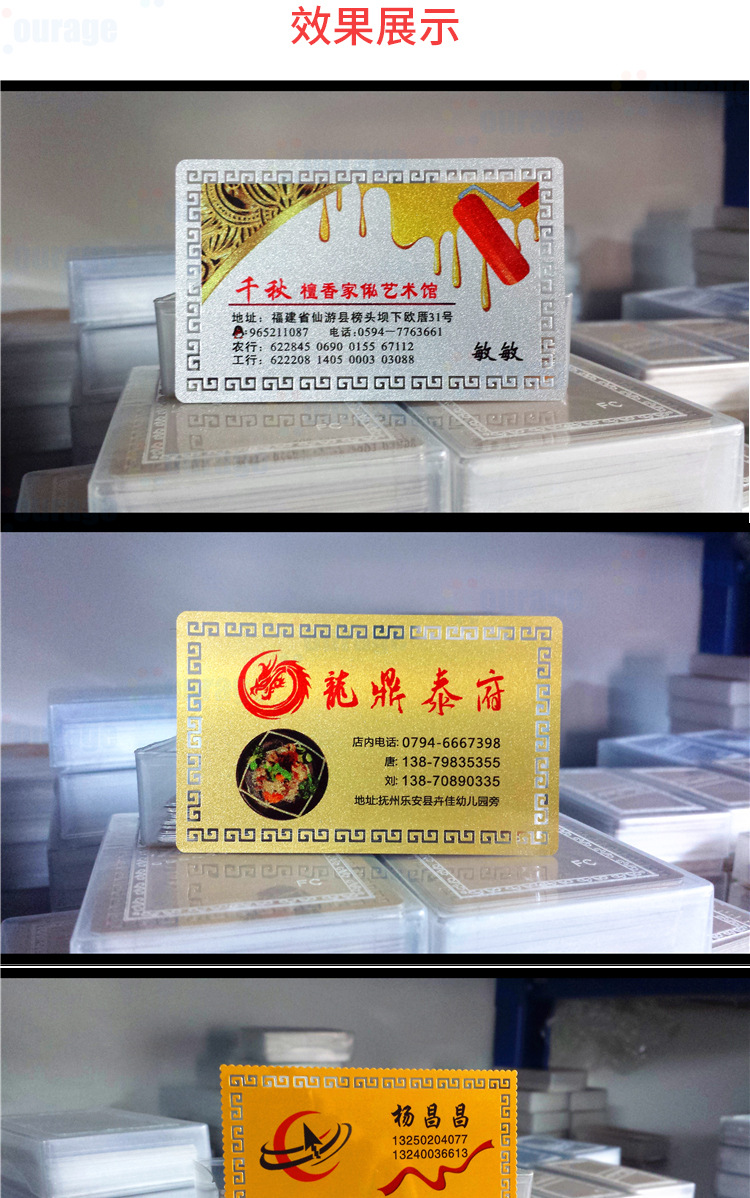 ourage
效果展示
千秋 檀香家俬艺术馆
地址：福建省仙游县榜头坝下欧厝31号
:965211087 电话:0594-7763661
农行：622845 0690 0155 67112
工行：622208 1405 0003 03088
敏敏
FC
龍鼎泰府
店内电话: 0794-6667398
唐: 138-79835355
刘: 138-70890335
地址:抚州乐安县卉佳幼儿园旁
FC
FC
杨昌昌
13250204077
13240036613